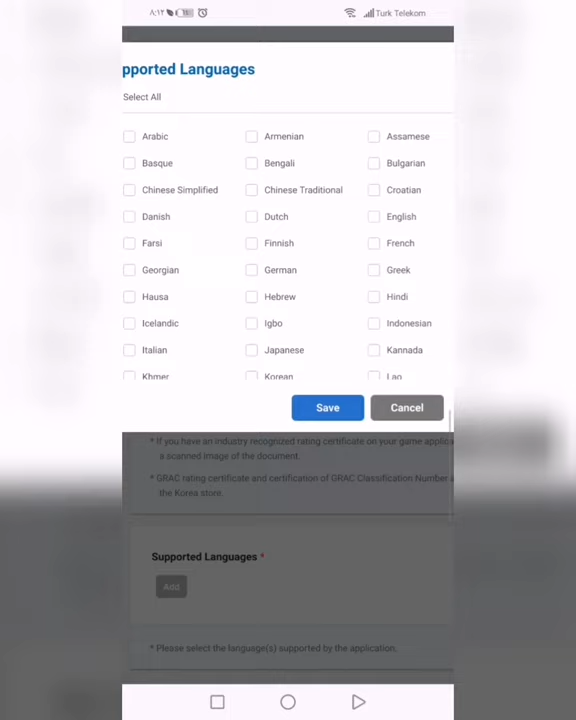 ٨:١٢
Turk Telekom
pported Languages
Select All
Arabic Armenian Assamese
Basque Bengali Bulgarian
Chinese Simplified Chinese Traditional Croatian
Danish Dutch English
Farsi Finnish French
Georgian German Greek
Hausa Hebrew Hindi
Icelandic Igbo Indonesian
Italian Japanese Kannada
Khmer Korean Lao
Save Cancel
* If you have an industry recognized rating certificate on your game applica
a scanned image of the document.
* GRAC rating certificate and certification of GRAC Classification Number a
the Korea store.
Supported Languages *
Add
* Please select the language(s) supported by the application.